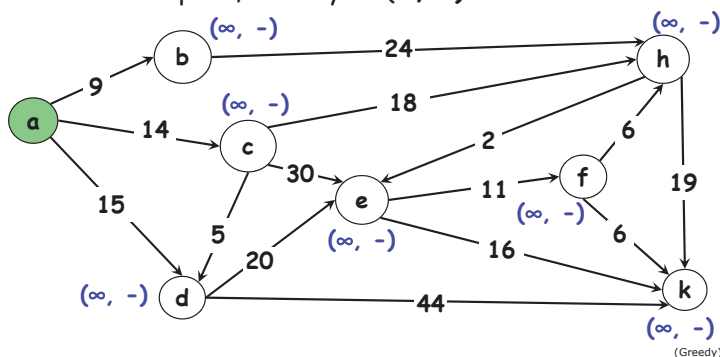 (∞, -)
(∞, -)
b
24
h
9
(∞, -)
18
a
14
c
2
6
30
f
19
15
e
11
(∞, -)
5
(∞, -)
6
20
16
(∞, -)
d
44
k
(∞, -)
(Greedy)